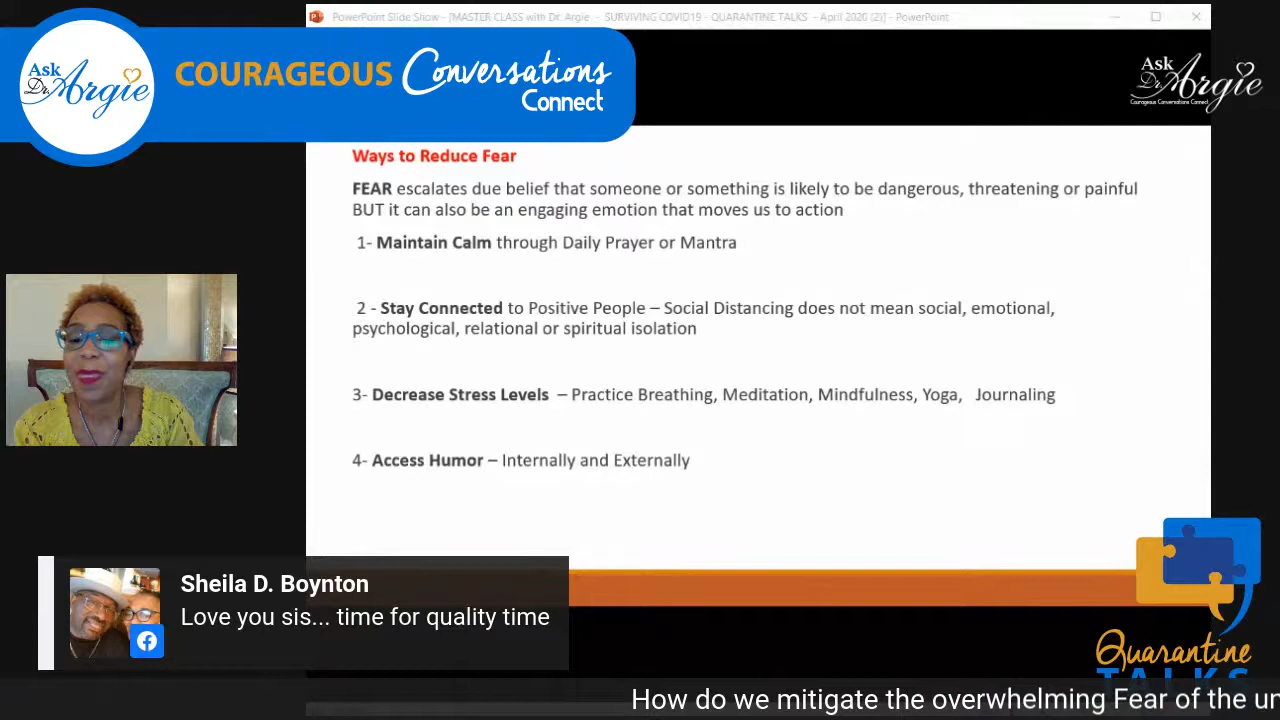 PowerPoint Slide Show - [MASTER CLASS with Dr. Argie - SURVIVING COVID19 - QUARANTINE TALKS - April 2020 (2)] - PowerPoint
Ask
Dr. Argie
COURAGEOUS Conversations
Connect
Ask
Dr. Argie
Courageous Conversations Connect
Ways to Reduce Fear
FEAR escalates due belief that someone or something is likely to be dangerous, threatening or painful
BUT it can also be an engaging emotion that moves us to action
1- Maintain Calm through Daily Prayer or Mantra
2 - Stay Connected to Positive People – Social Distancing does not mean social, emotional,
psychological, relational or spiritual isolation
3- Decrease Stress Levels – Practice Breathing, Meditation, Mindfulness, Yoga, Journaling
4- Access Humor – Internally and Externally
Sheila D. Boynton
Love you sis... time for quality time
Quarantine
TALKS
How do we mitigate the overwhelming Fear of the un